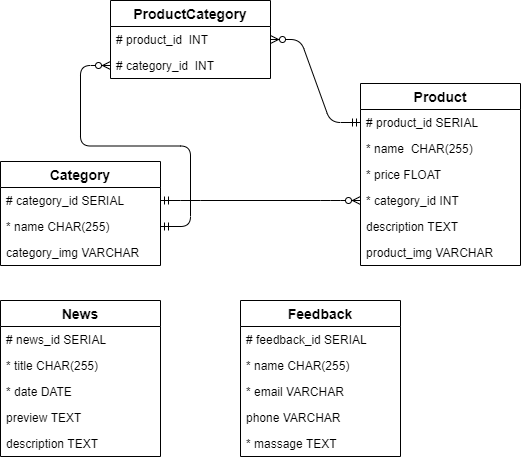 ProductCategory
# product_id  INT
# category_id  INT
Product
# product_id SERIAL
* name  CHAR(255)
* price FLOAT
* category_id INT
description TEXT
product_img VARCHAR
Category
# category_id SERIAL
* name CHAR(255)
category_img VARCHAR
News
# news_id SERIAL
* title CHAR(255)
* date DATE
preview TEXT
description TEXT
Feedback
# feedback_id SERIAL
* name CHAR(255)
* email VARCHAR
phone VARCHAR
* massage TEXT